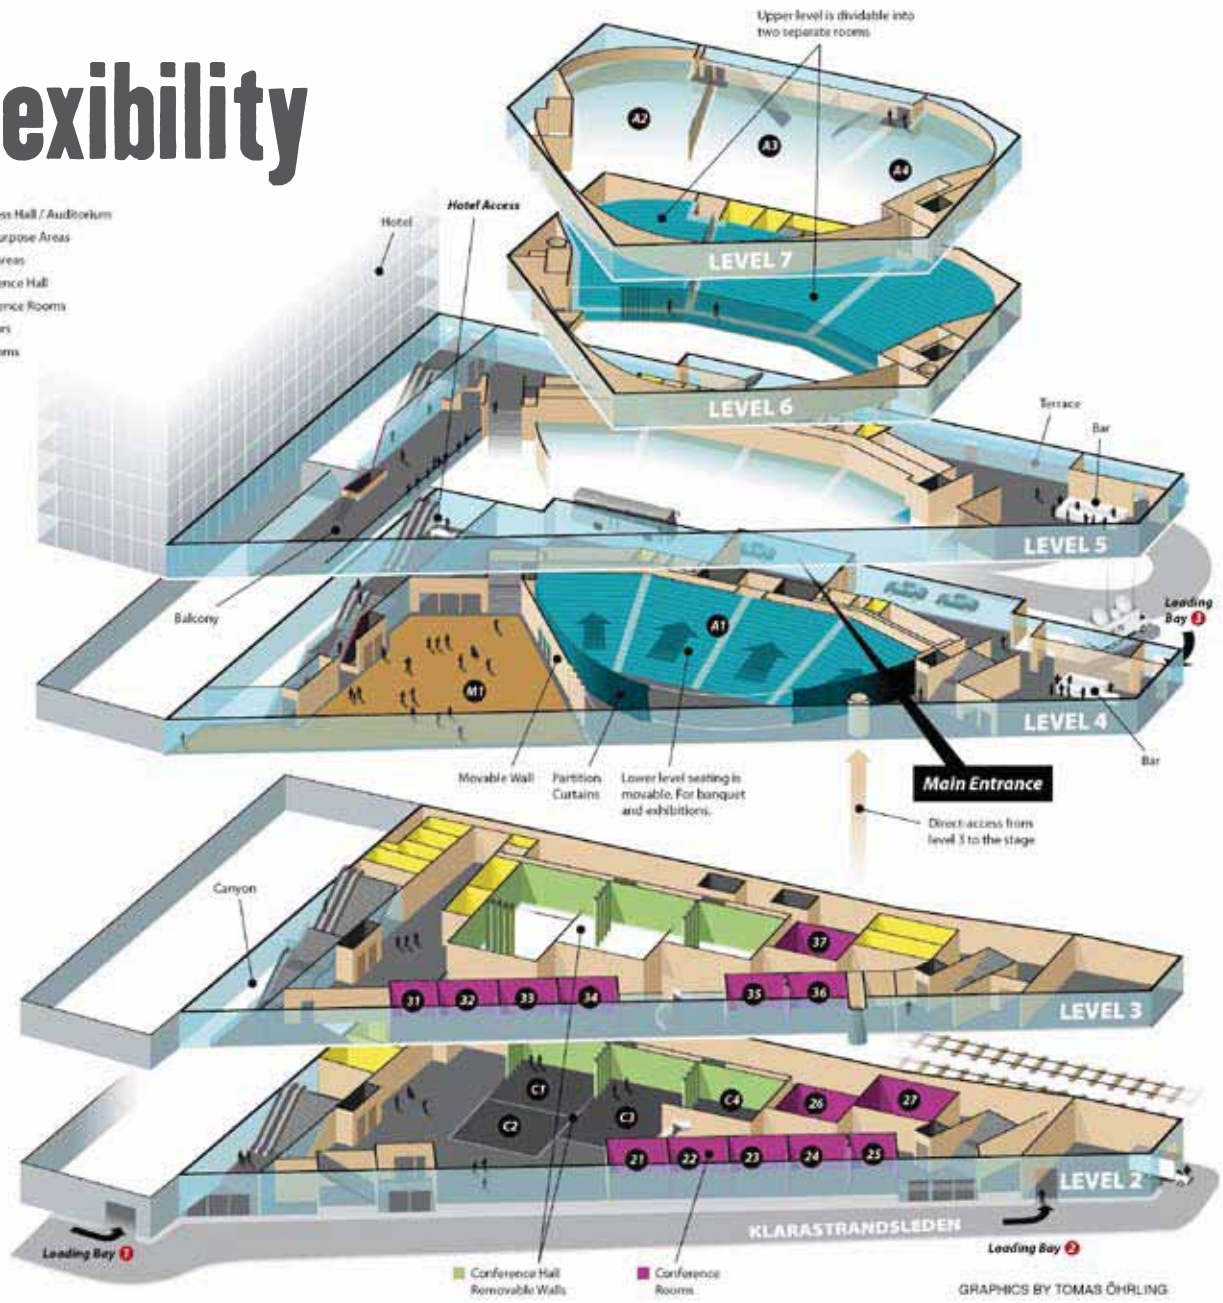 exibility
Upper level is dividable into
two separate rooms
ess Hall / Auditorium
urpose Areas
reas
ence Hall
ence Rooms
rs
oms
Hotel
Hotel Access
A2
A3
A4
LEVEL 7
LEVEL 6
Terrace
Bar
LEVEL 5
Balcony
Loading
Bay 3
A1
M1
LEVEL 4
Bar
Movable Wall
Partition
Curtains
Lower level seating is
movable. For banquet
and exhibitions.
Main Entrance
Direct access from
level 3 to the stage
Canyon
37
31
32
33
34
35
36
LEVEL 3
C1
C2
C3
C4
26
27
21
22
23
24
25
LEVEL 2
KLARASTRANDSLEDEN
Loading Bay 1
Loading Bay 2
Conference Hall
Removable Walls
Conference
Rooms
GRAPHICS BY TOMAS ÖHRLING